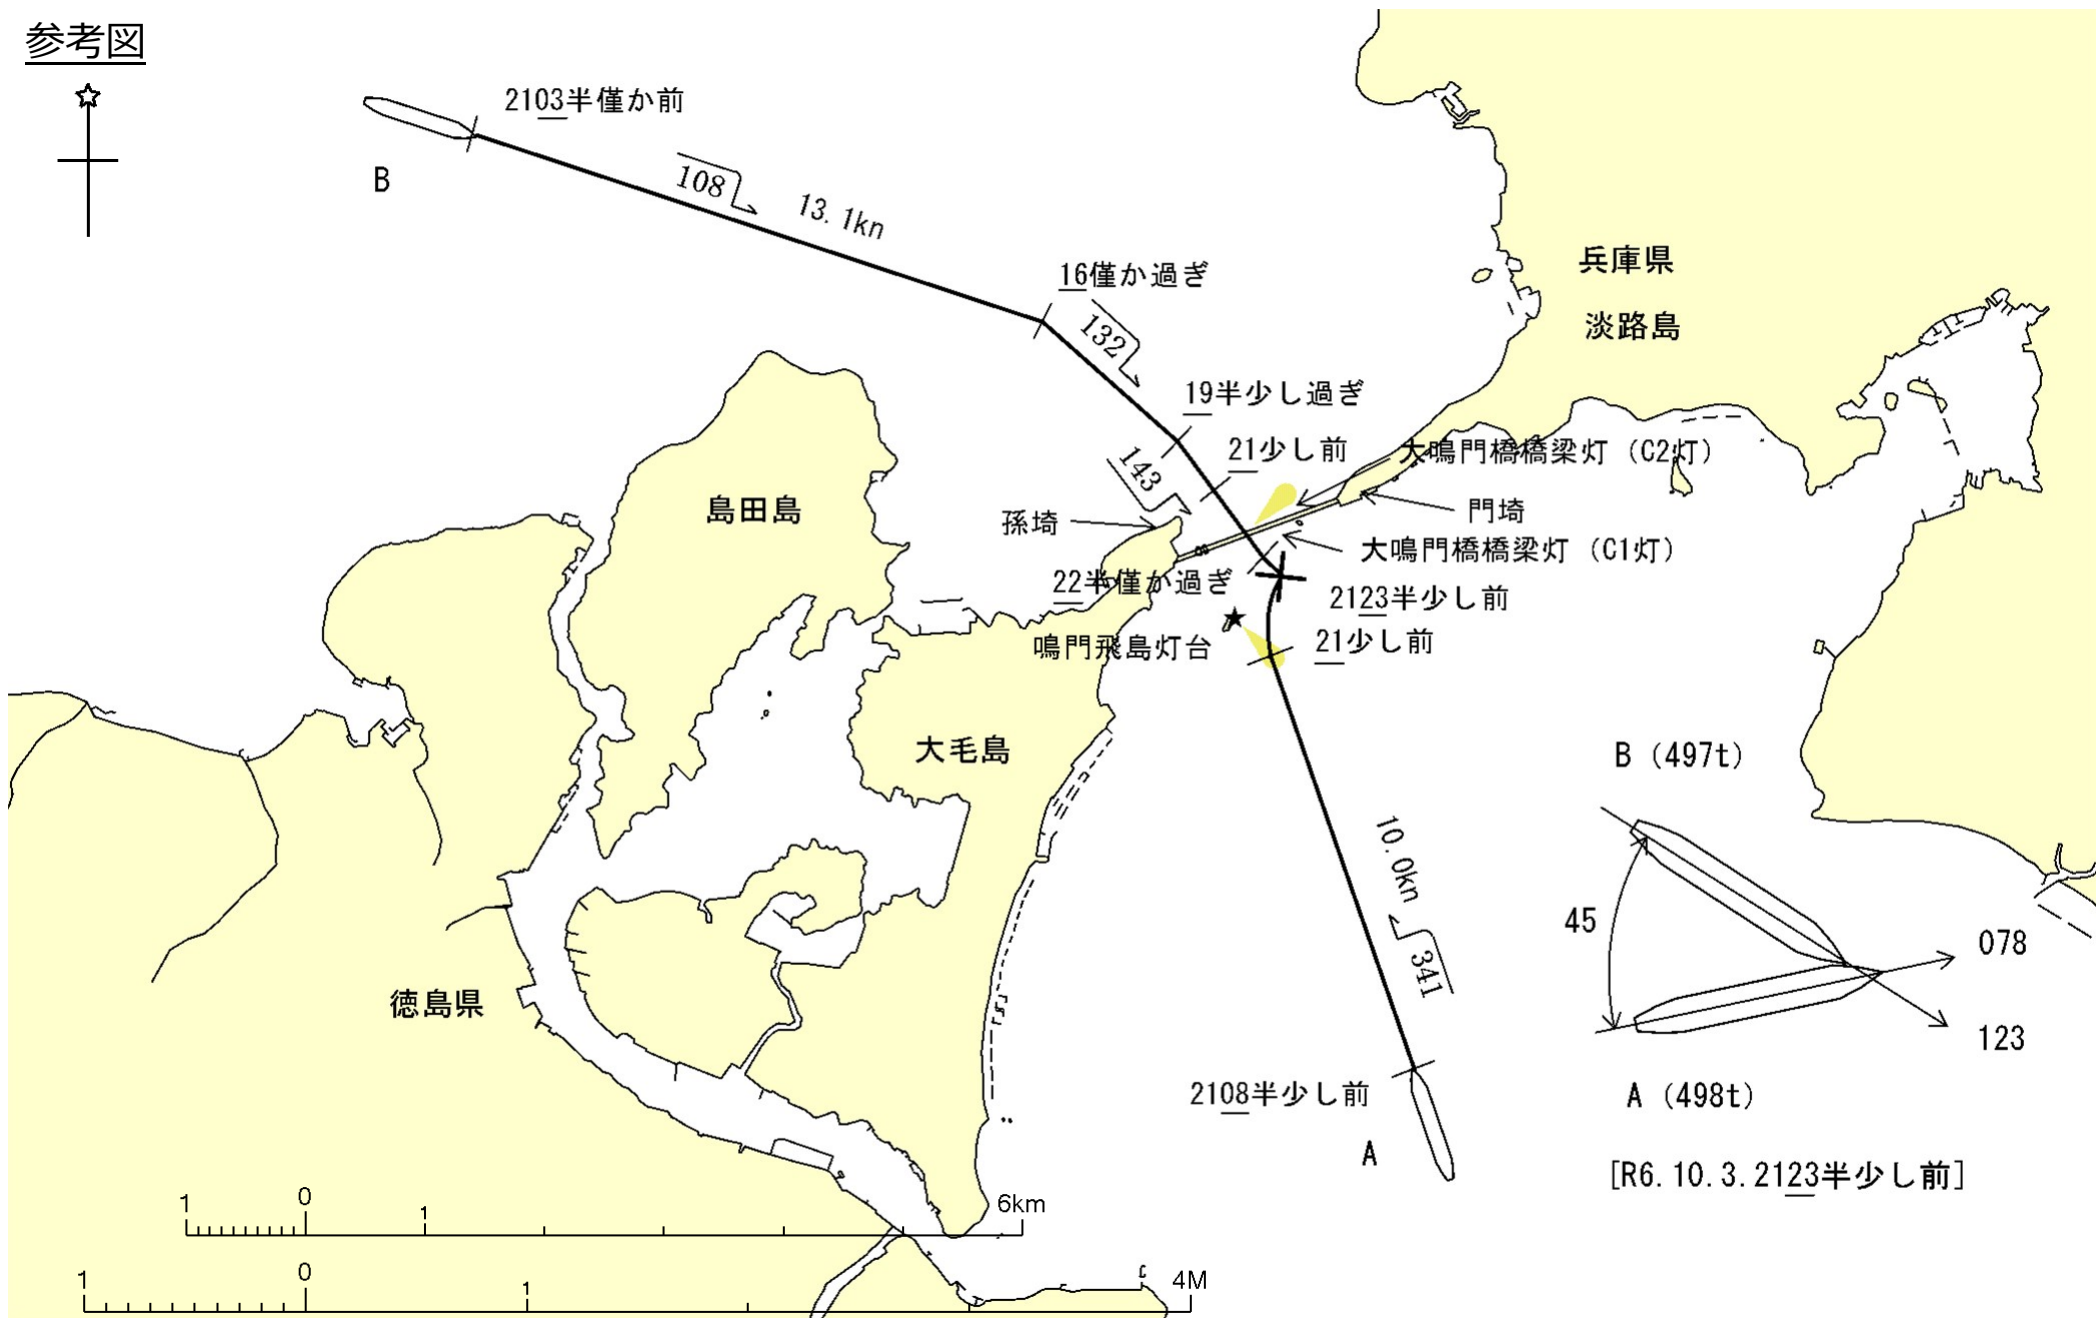 参考図
2103半僅か前
B
108
13.1kn
16僅か過ぎ
132
兵庫県
淡路島
19半少し過ぎ
143
21少し前
大鳴門橋橋梁灯（C2灯）
島田島
孫埼
門埼
大鳴門橋橋梁灯（C1灯）
22半僅か過ぎ
2123半少し前
鳴門飛島灯台
21少し前
大毛島
B (497t)
10.0kn
341
45
078
123
徳島県
2108半少し前
A
A (498t)
[R6.10.3.2123半少し前]
1 0 1 6km
1 0 1 4M